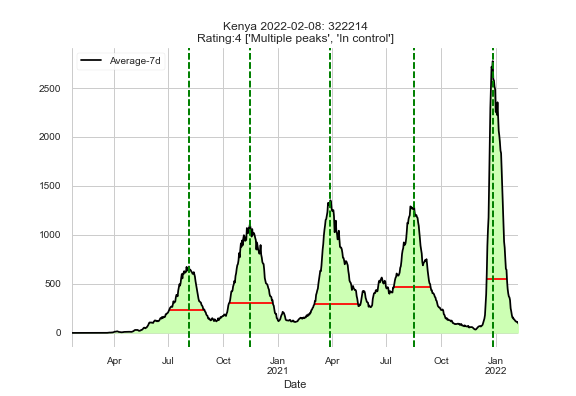 Kenya 2022-02-08: 322214
Rating:4 ['Multiple peaks', 'In control']
Average-7d
2500
2000
1500
1000
500
0
Apr Jul Oct Jan Apr Jul Oct Jan
2021 2022
Date